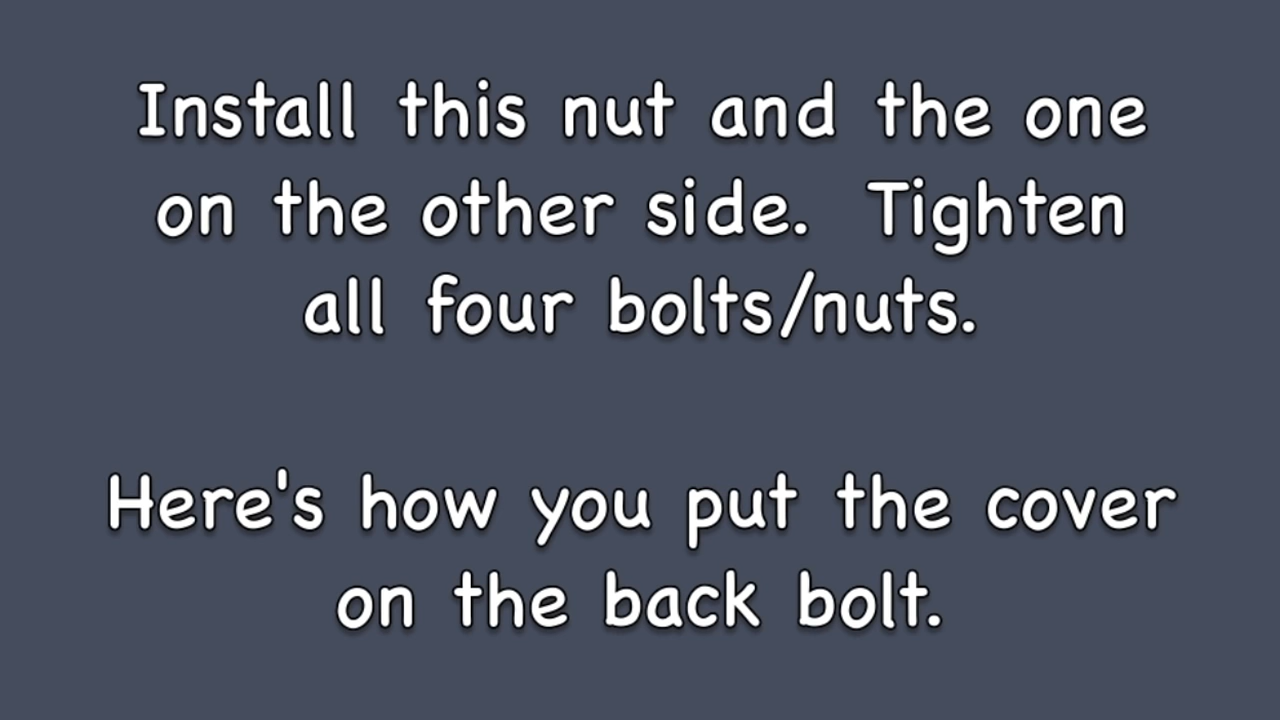 Install this nut and the one
on the other side.  Tighten
all four bolts/nuts.
Here's how you put the cover
on the back bolt.